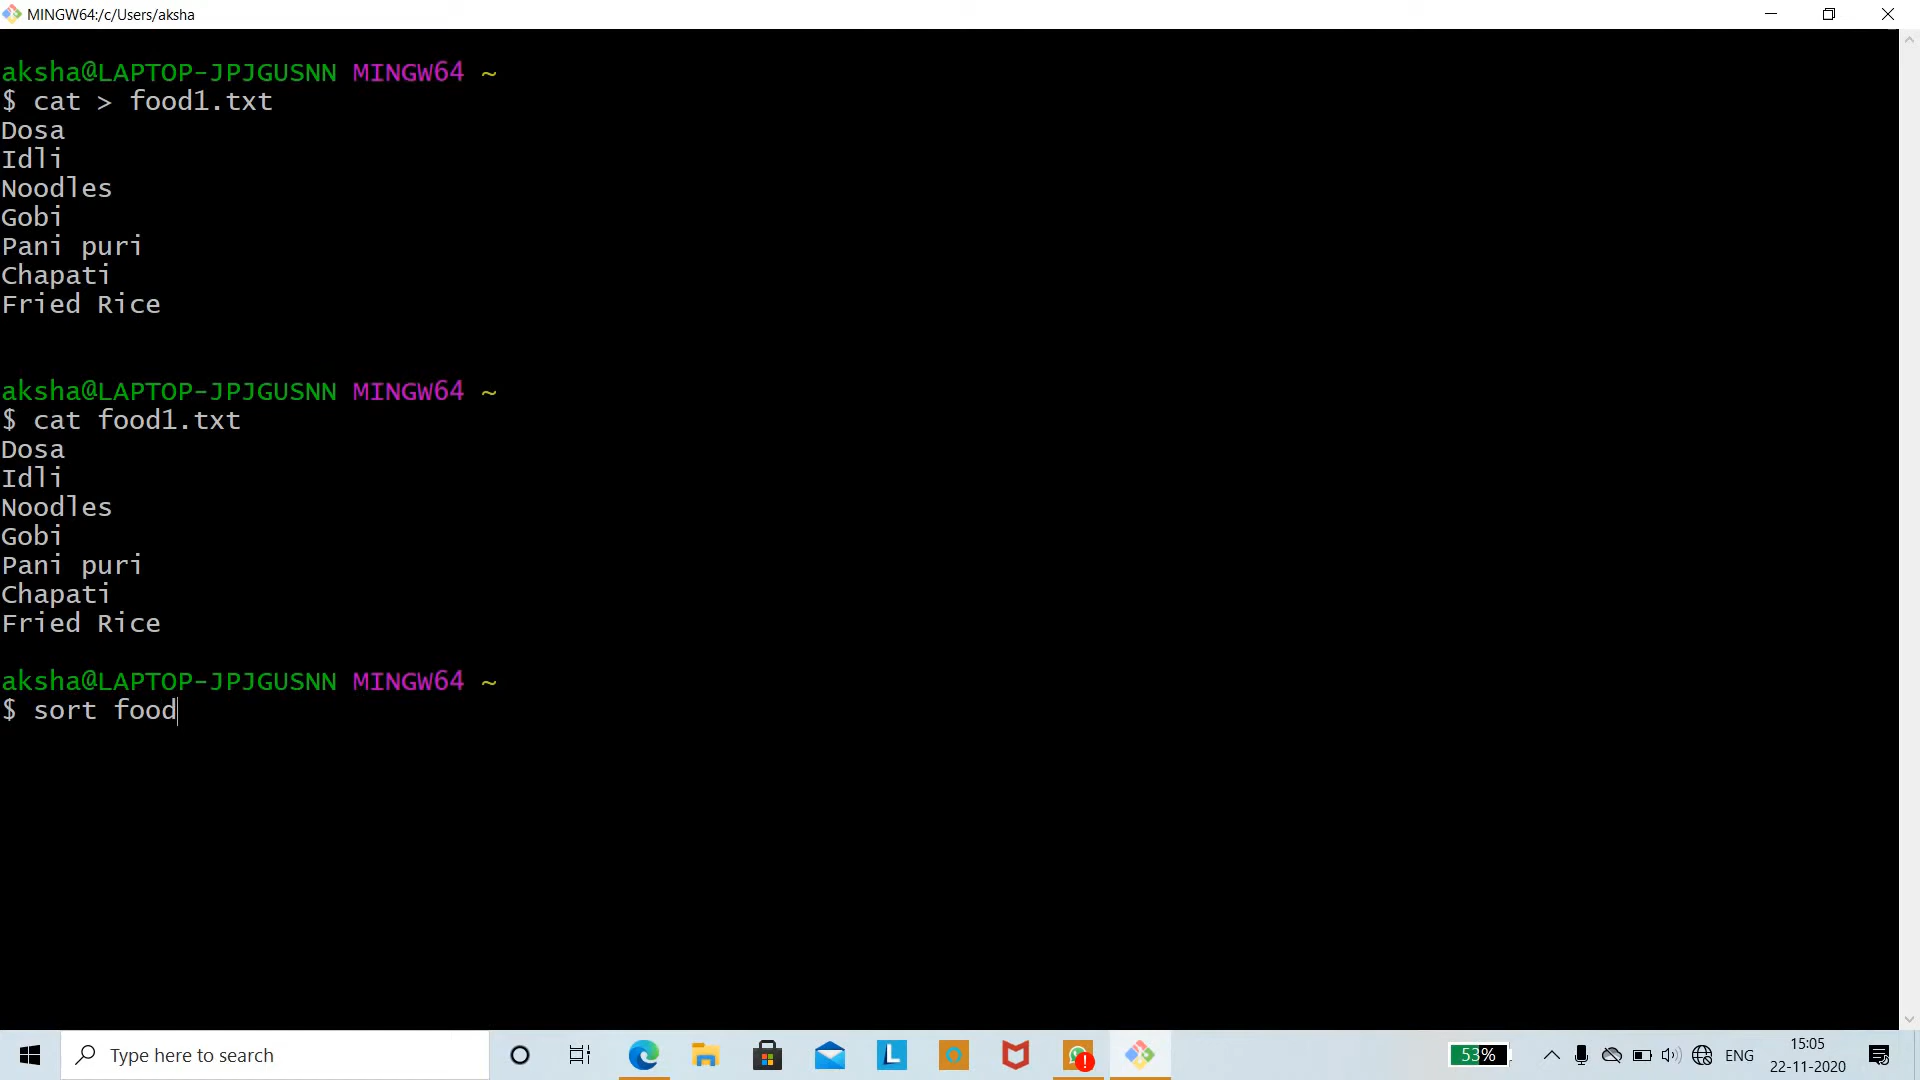 MINGW64:/c/Users/aksha
aksha@LAPTOP-JPJGUSNN MINGW64 ~
$ cat > food1.txt
Dosa
Idli
Noodles
Gobi
Pani puri
Chapati
Fried Rice
aksha@LAPTOP-JPJGUSNN MINGW64 ~
$ cat food1.txt
Dosa
Idli
Noodles
Gobi
Pani puri
Chapati
Fried Rice
aksha@LAPTOP-JPJGUSNN MINGW64 ~
$ sort food
Type here to search
L
53%
ENG
15:05
22-11-2020